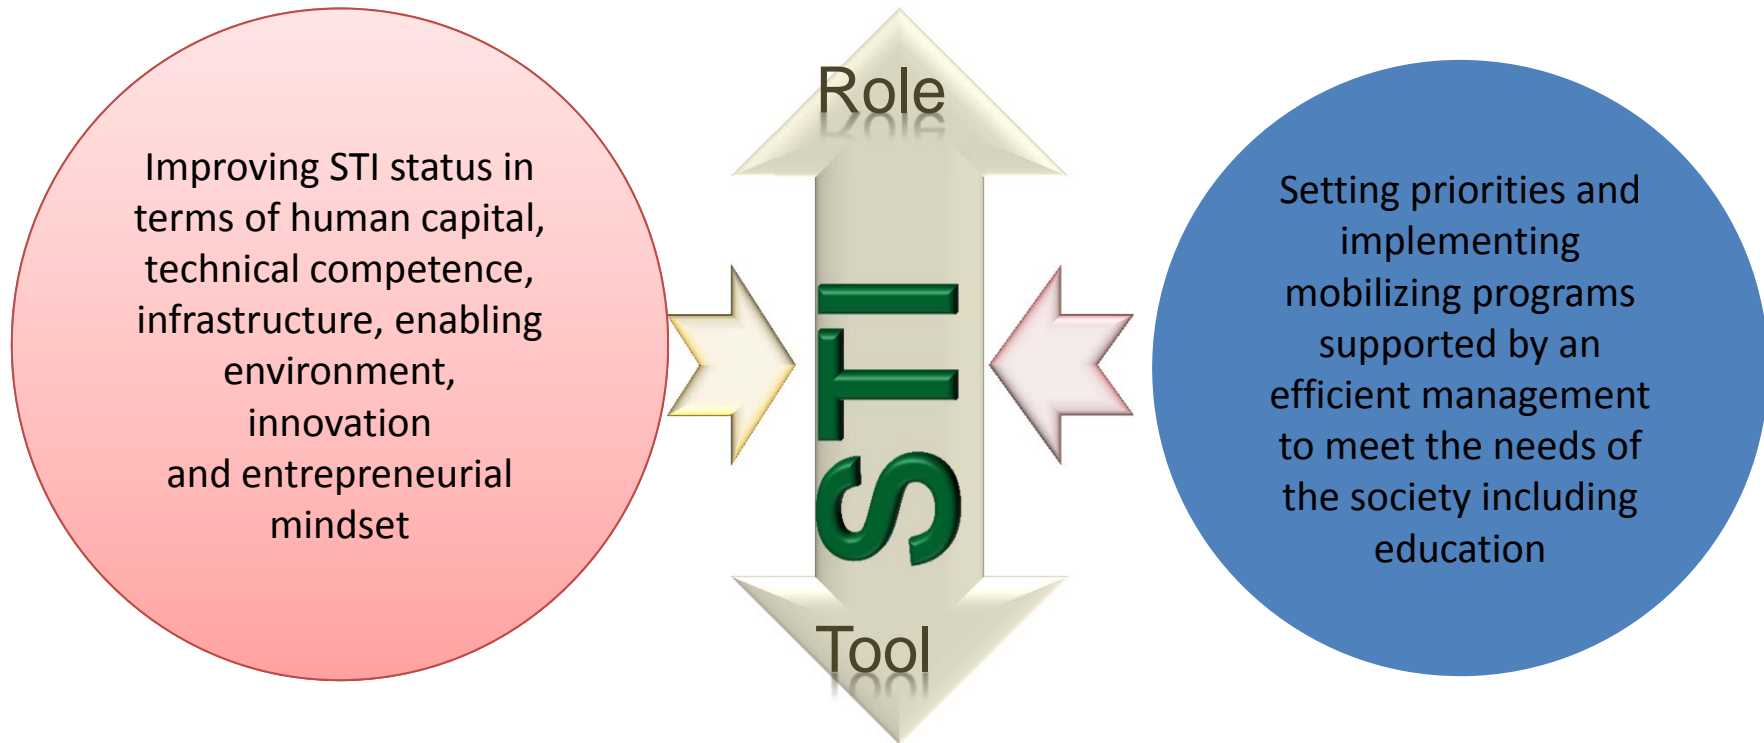 Improving STI status in
terms of human capital,
technical competence,
infrastructure, enabling
environment,
innovation
and entrepreneurial
mindset
Role
STI
Tool
Setting priorities and
implementing
mobilizing programs
supported by an
efficient management
to meet the needs of
the society including
education